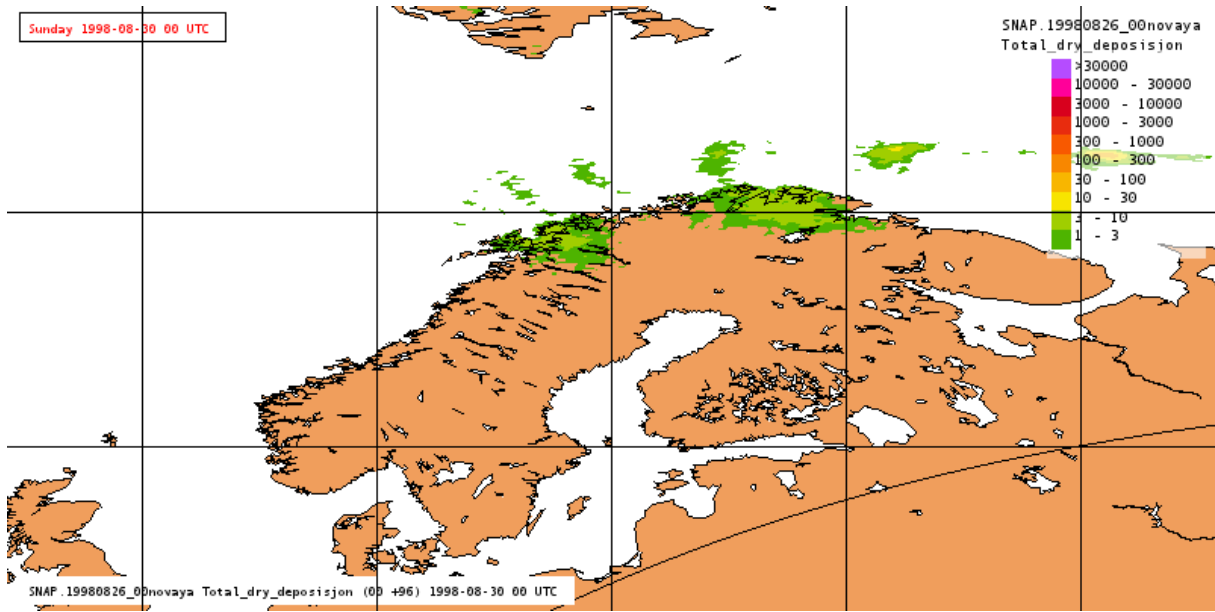 Sunday 1998-08-30 00 UTC
SNAP.19980826_00novaya
Total_dry_deposisjon
>30000
10000 - 30000
3000 - 10000
1000 - 3000
300 - 1000
100 - 300
30 - 100
10 - 30
3 - 10
1 - 3
SNAP.19980826_00novaya Total_dry_deposisjon (00 +96) 1998-08-30 00 UTC